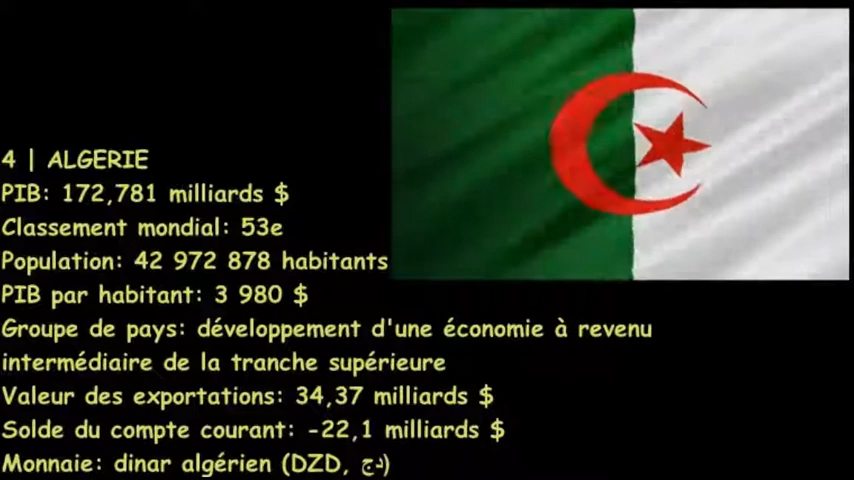 4 | ALGERIE
PIB: 172,781 milliards $
Classement mondial: 53e
Population: 42 972 878 habitants
PIB par habitant: 3 980 $
Groupe de pays: développement d'une économie à revenu
intermédiaire de la tranche supérieure
Valeur des exportations: 34,37 milliards $
Solde du compte courant: -22,1 milliards $
Monnaie: dinar algérien (DZD, دج)